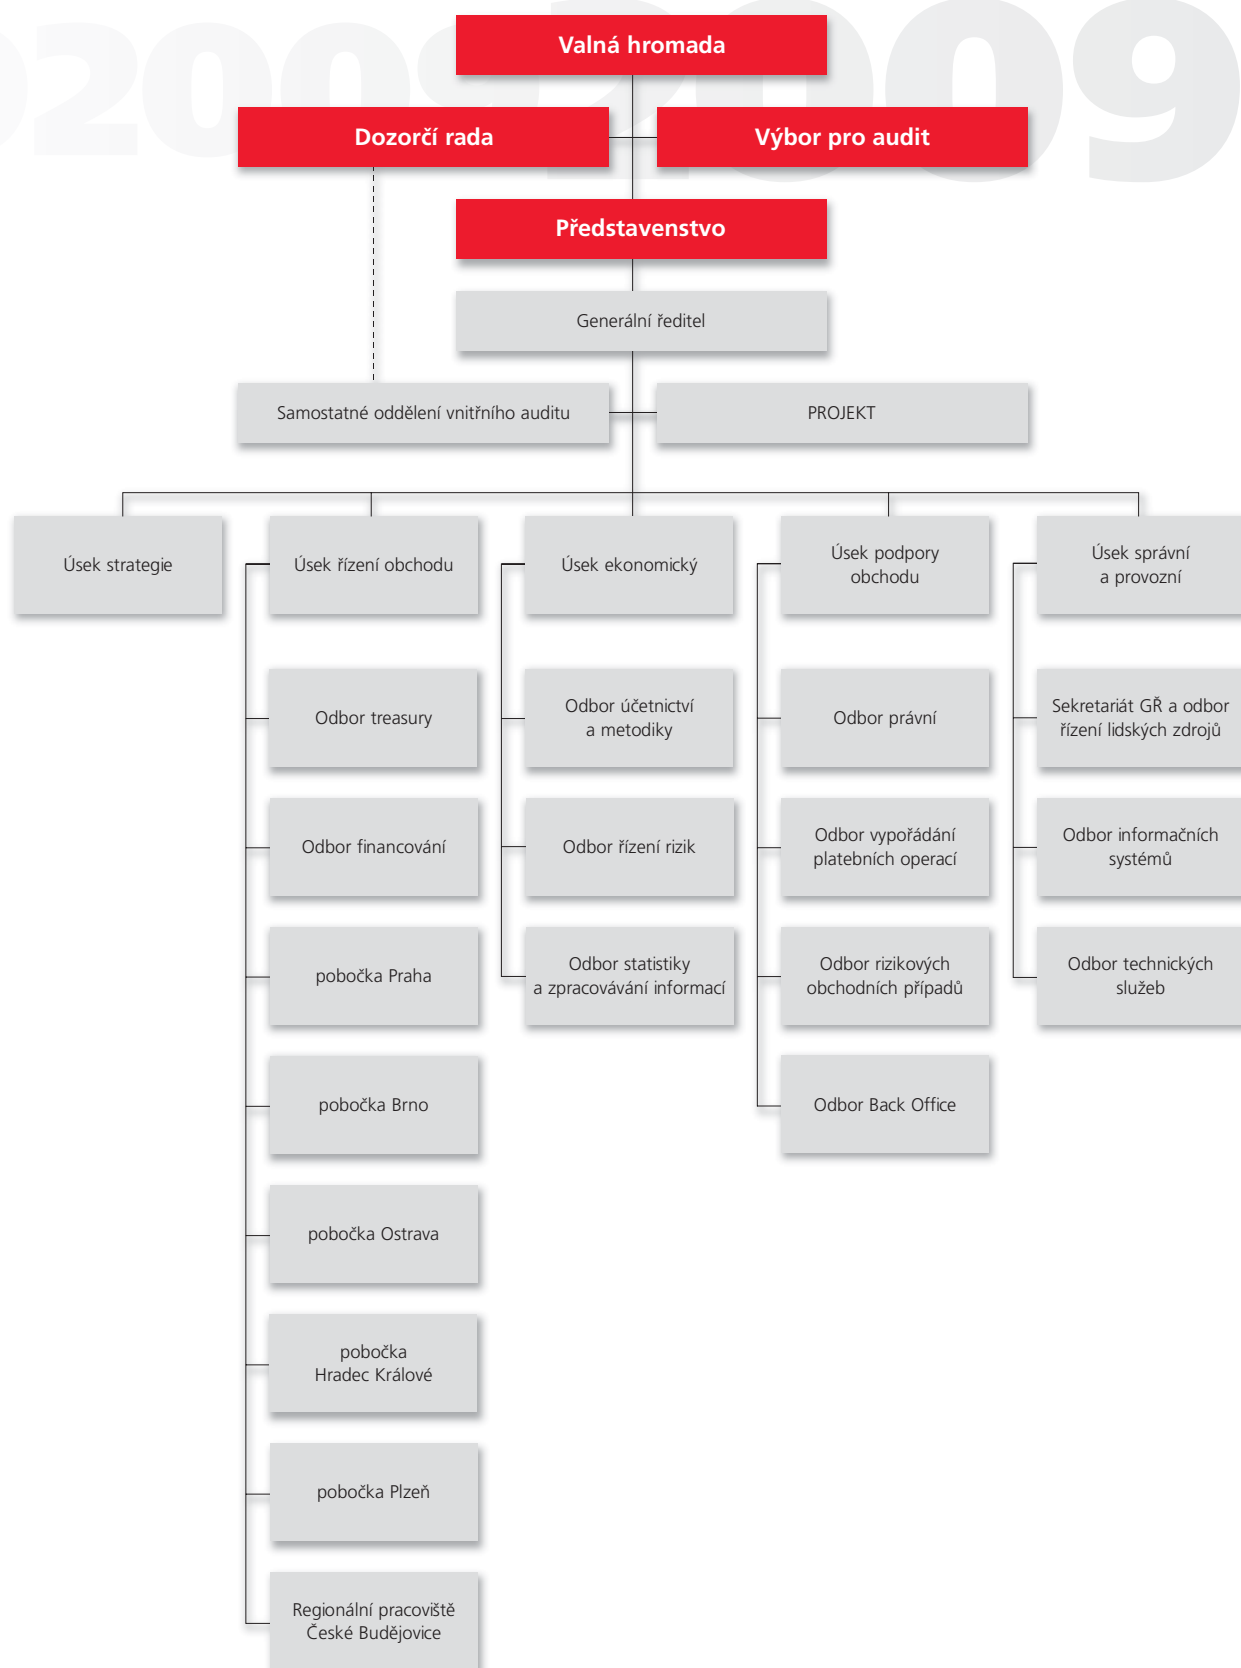 2009 2009
Valná hromada
Dozorčí rada
Výbor pro audit
Představenstvo
Generální ředitel
Samostatné oddělení vnitřního auditu
PROJEKT
Úsek strategie
Úsek řízení obchodu
Úsek ekonomický
Úsek podpory
obchodu
Úsek správní
a provozní
Odbor treasury
Odbor účetnictví
a metodiky
Odbor právní
Sekretariát GŘ a odbor
řízení lidských zdrojů
Odbor financování
Odbor řízení rizik
Odbor vypořádání
platebních operací
Odbor informačních
systémů
pobočka Praha
Odbor statistiky
a zpracovávání informací
Odbor rizikových
obchodních případů
Odbor technických
služeb
pobočka Brno
Odbor Back Office
pobočka Ostrava
pobočka
Hradec Králové
pobočka Plzeň
Regionální pracoviště
České Budějovice